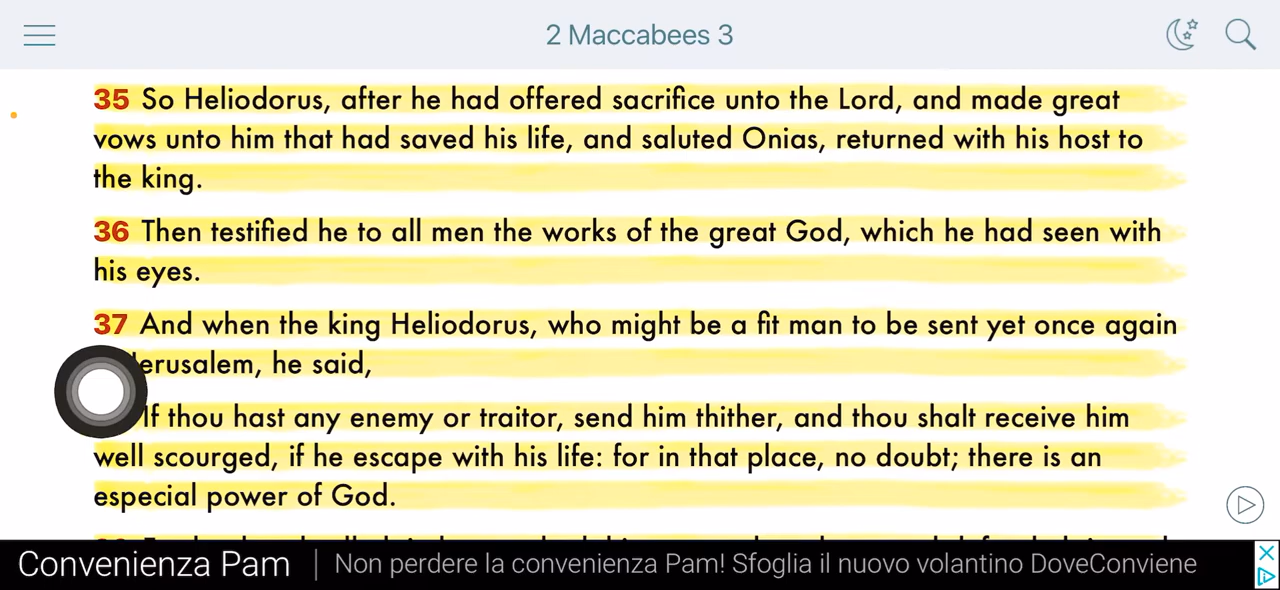 2 Maccabees 3
35 So Heliodorus, after he had offered sacrifice unto the Lord, and made great
vows unto him that had saved his life, and saluted Onias, returned with his host to
the king.
36 Then testified he to all men the works of the great God, which he had seen with
his eyes.
37 And when the king Heliodorus, who might be a fit man to be sent yet once again
Jerusalem, he said,
If thou hast any enemy or traitor, send him thither, and thou shalt receive him
well scourged, if he escape with his life: for in that place, no doubt; there is an
especial power of God.
Convenienza Pam | Non perdere la convenienza Pam! Sfoglia il nuovo volantino DoveConviene